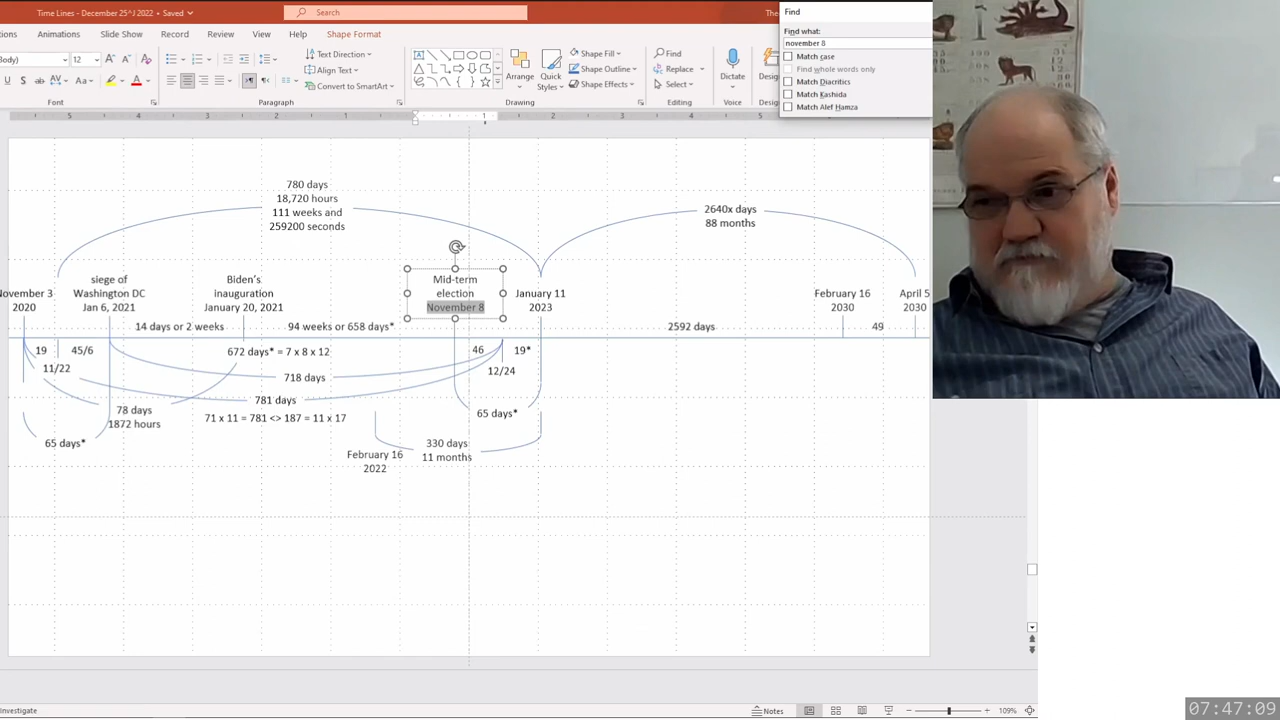 Time Lines - December 25^J 2022 • Saved
Search
The
Find
Animations
Slide Show
Record
Review
View
Help
Shape Format
Find what:
november 8
Match case
Find whole words only
Match Diacritics
Match Kashida
Match Alef Hamza
Body)
12
Text Direction
Align Text
Convert to SmartArt
Arrange
Quick
Styles
Shape Fill
Shape Outline
Shape Effects
Find
Replace
Select
Dictate
Font
Paragraph
Drawing
Editing
Voice
780 days
18,720 hours
111 weeks and
259200 seconds
2640x days
88 months
November 3
2020
siege of
Washington DC
Jan 6, 2021
Biden's
inauguration
January 20, 2021
Mid-term
election
November 8
January 11
2023
February 16
2030
April 5
2030
14 days or 2 weeks
94 weeks or 658 days*
2592 days
49
19
45/6
11/22
672 days* = 7 x 8 x 12
46
19*
12/24
718 days
781 days
78 days
1872 hours
71 x 11 = 781 <> 187 = 11 x 17
65 days*
65 days*
330 days
11 months
February 16
2022
Investigate
Notes
109%
07:47:09